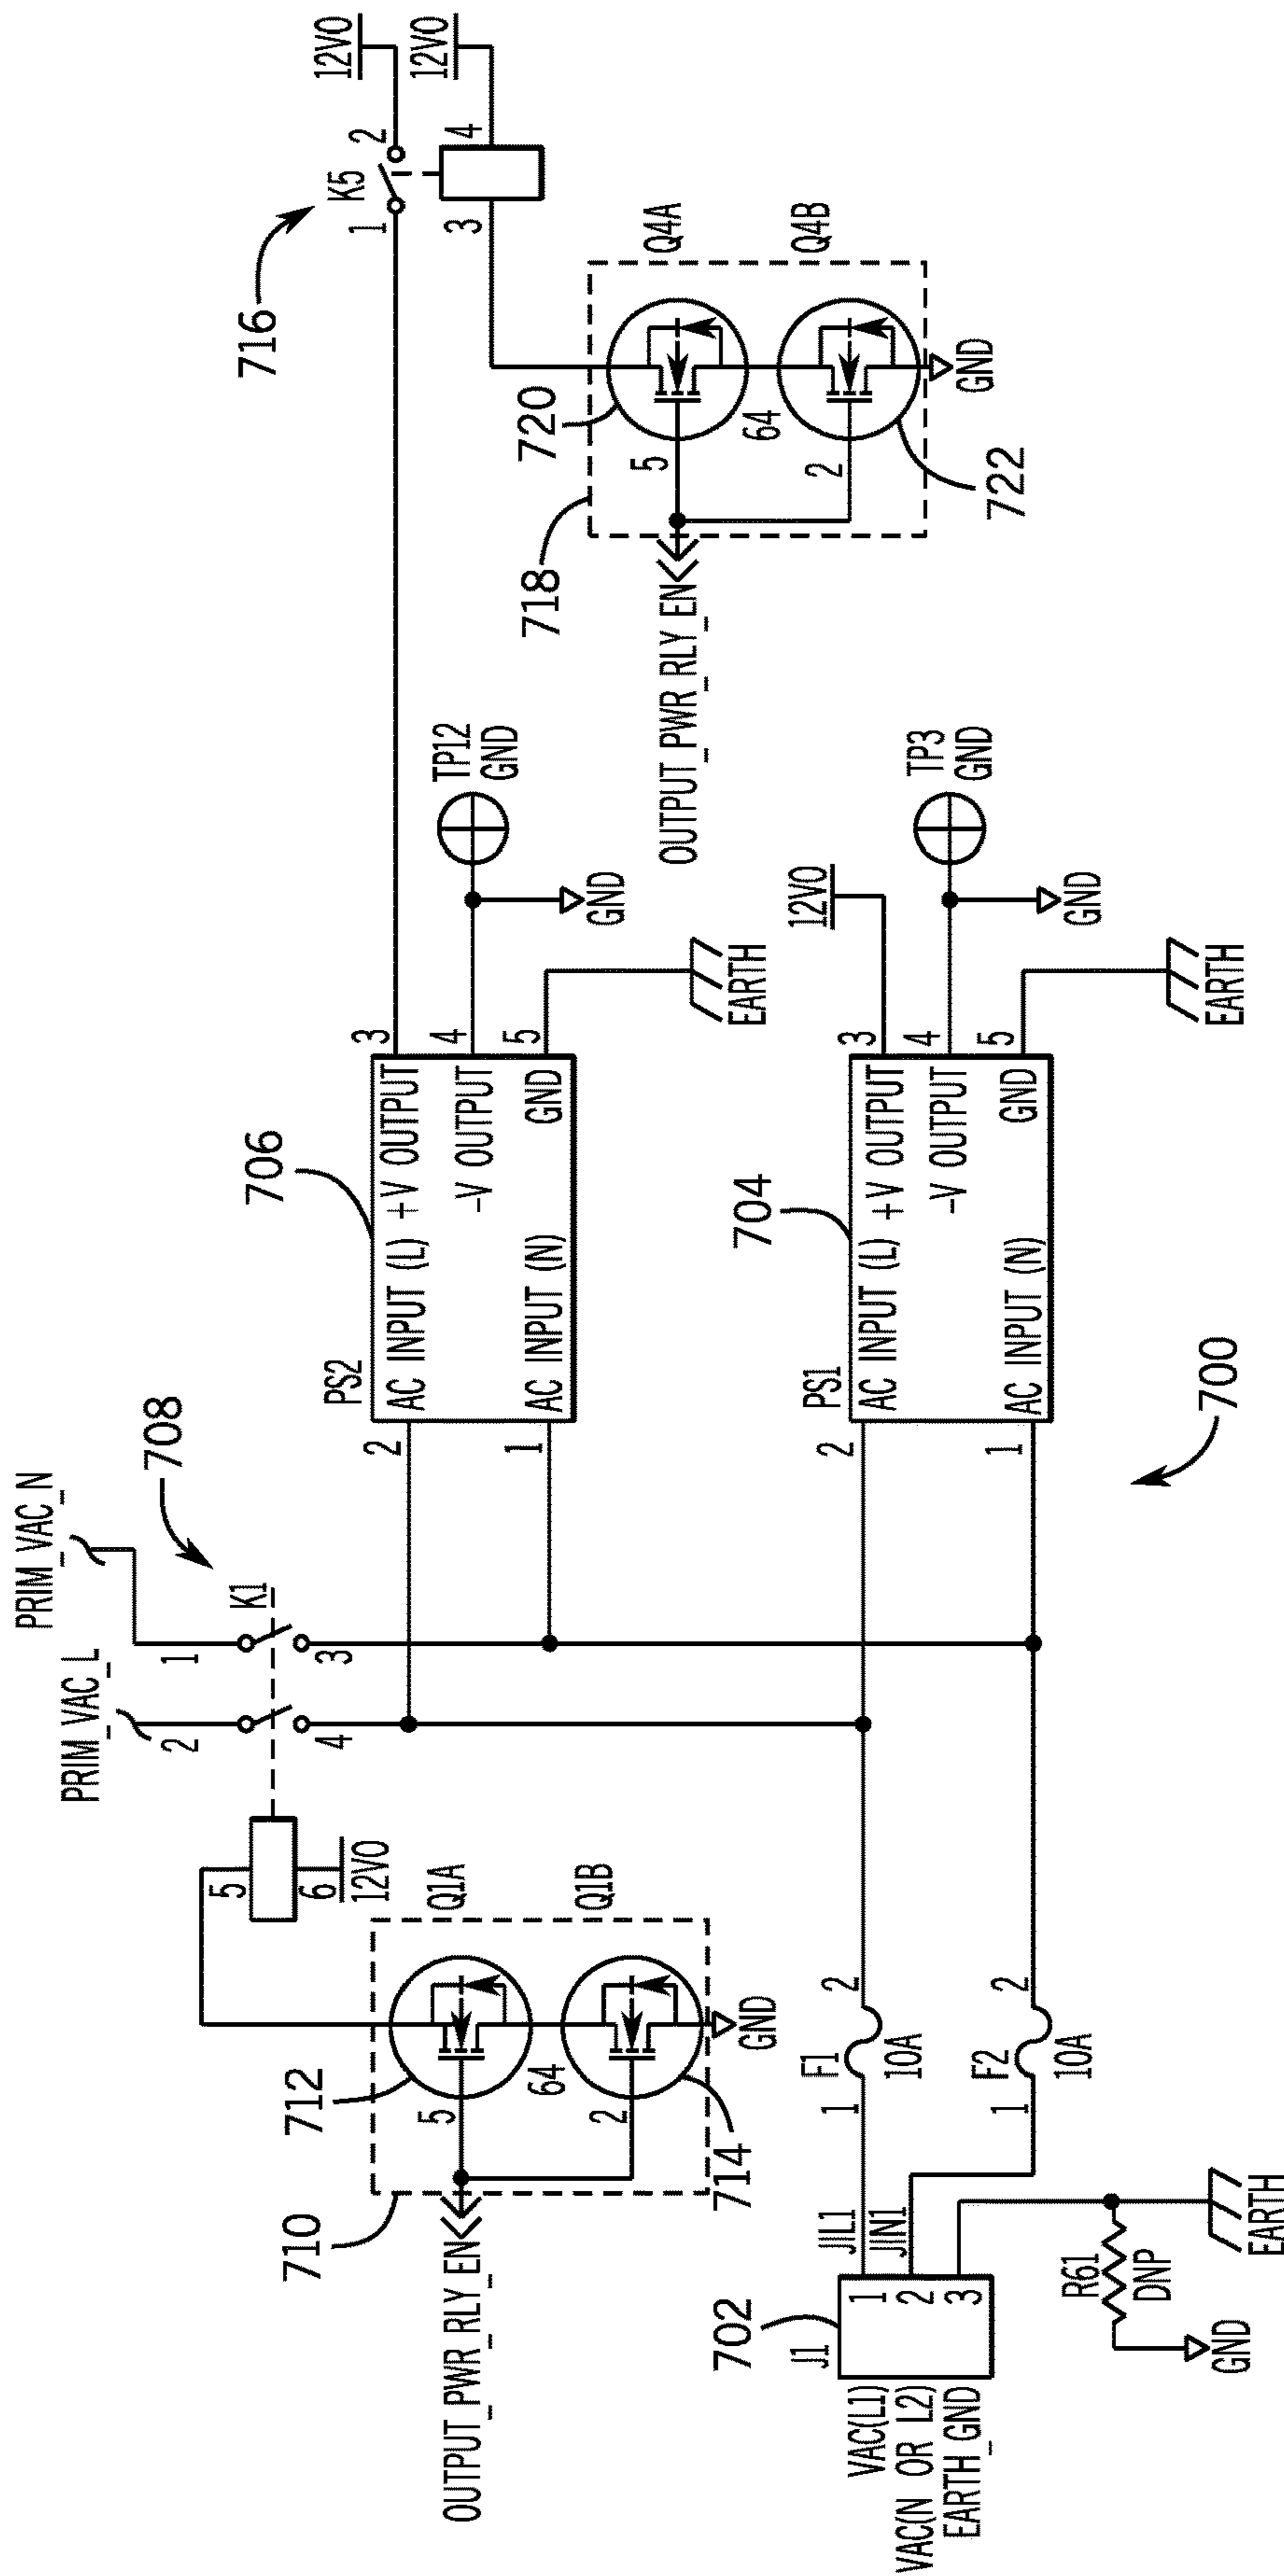 PRIM_VAC_N
PRIM_VAC_L
708
K1
1
2
3
4
5
6
12VO
OUTPUT_PWR_RLY_EN
710
712
714
Q1A
Q1B
5
64
2
GND
706
PS2
2
AC INPUT (L)
+V OUTPUT
3
-V OUTPUT
4
1
AC INPUT (N)
GND
5
TP12
GND
GND
EARTH
716
K5
1
2
12VO
3
4
12VO
718
720
722
Q4A
Q4B
5
64
2
GND
OUTPUT_PWR_RLY_EN
702
J1
VAC(L1)
VAC(N OR L2)
EARTH_GND
1
2
3
JIL1
JIN1
F1
1
2
10A
F2
1
2
10A
R61
DNP
GND
EARTH
704
PS1
2
AC INPUT (L)
+V OUTPUT
3
12VO
-V OUTPUT
4
1
AC INPUT (N)
GND
5
TP3
GND
GND
EARTH
700